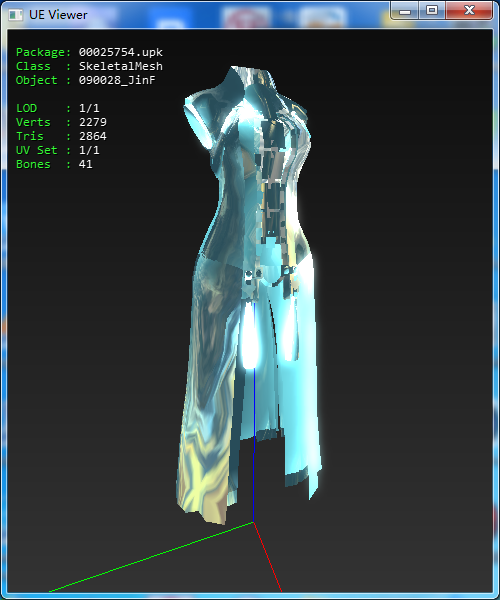 UE Viewer
Package: 00025754.upk
Class : SkeletalMesh
Object : 090028_JinF
LOD : 1/1
Verts : 2279
Tris : 2864
UV Set : 1/1
Bones : 41